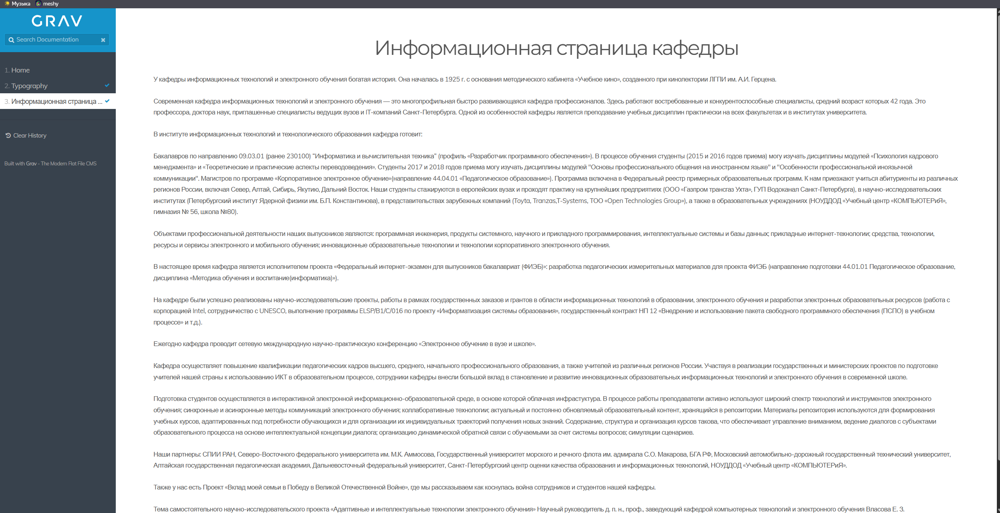 Музыка meshy
GRAV
Search Documentation
1. Home
2. Typography
3. Информационная страница ...
Clear History
Built with Grav - The Modern Flat File CMS
Информационная страница кафедры
У кафедры информационных технологий и электронного обучения богатая история. Она началась в 1925 г. с основания методического кабинета «Учебное кино», созданного при кинолектории ЛГПИ им. А.И. Герцена.
Современная кафедра информационных технологий и электронного обучения — это многопрофильная быстро развивающаяся кафедра профессионалов. Здесь работают востребованные и конкурентоспособные специалисты, средний возраст которых 42 года. Это
профессора, доктора наук, приглашенные специалисты ведущих вузов и IT-компаний Санкт-Петербурга. Одной из особенностей кафедры является преподавание учебных дисциплин практически на всех факультетах и в институтах университета.
В институте информационных технологий и технологического образования кафедра готовит:
Бакалавров по направлению 09.03.01 (ранее 230100) “Информатика и вычислительная техника” (профиль «Разработчик программного обеспечения»). В процессе обучения студенты (2015 и 2016 годов приема) могу изучать дисциплины модулей «Психология кадрового
менеджмента» и «Теоретические и практические аспекты переводоведения». Студенты 2017 и 2018 годов приема могу изучать дисциплины модулей "Основы профессионального общения на иностранном языке" и "Особенности профессиональной иноязычной
коммуникации". Магистров по программе «Корпоративное электронное обучение»(направление 44.04.01 «Педагогическое образование»). Программа включена в Федеральный реестр примерных образовательных программ. К нам приезжают учиться абитуриенты из различных
регионов России, включая Север, Алтай, Сибирь, Якутию, Дальний Восток. Наши студенты стажируются в европейских вузах и проходят практику на крупнейших предприятиях (ООО «Газпром трансгаз Ухта», ГУП Водоканал Санкт-Петербурга), в научно-исследовательских
институтах (Петербургский институт Ядерной физики им. Б.П. Константинова), в представительствах зарубежных компаний (Toyta, Tranzas,T-Systems, ТОО «Open Technologies Group»), а также в образовательных учреждениях (НОУДДОД «Учебный центр «КОМПЬЮТЕРиЯ»,
гимназия № 56, школа №80).
Объектами профессиональной деятельности наших выпускников являются: программная инженерия, продукты системного, научного и прикладного программирования, интеллектуальные системы и базы данных; прикладные интернет-технологии; средства, технологии,
ресурсы и сервисы электронного и мобильного обучения; инновационные образовательные технологии и технологии корпоративного электронного обучения.
В настоящее время кафедра является исполнителем проекта «Федеральный интернет-экзамен для выпускников бакалавриат (ФИЭБ)»: разработка педагогических измерительных материалов для проекта ФИЭБ (направление подготовки 44.01.01 Педагогическое образование,
дисциплина «Методика обучения и воспитание(информатика)»).
На кафедре были успешно реализованы научно-исследовательские проекты, работы в рамках государственных заказов и грантов в области информационных технологий в образовании, электронного обучения и разработки электронных образовательных ресурсов (работа с
корпорацией Intel, сотрудничество с UNESCO, выполнение программы ELSP/B1/C/016 по проекту «Информатизация системы образования», государственный контракт НП 12 «Внедрение и использование пакета свободного программного обеспечения (ПСПО) в учебном
процессе» и т.д.).
Ежегодно кафедра проводит сетевую международную научно-практическую конференцию «Электронное обучение в вузе и школе».
Кафедра осуществляет повышение квалификации педагогических кадров высшего, среднего, начального профессионального образования, а также учителей из различных регионов России. Участвуя в реализации государственных и министерских проектов по подготовке
учителей нашей страны к использованию ИКТ в образовательном процессе, сотрудники кафедры внесли большой вклад в становление и развитие инновационных образовательных информационных технологий и электронного обучения в современной школе.
Подготовка студентов осуществляется в интерактивной электронной информационно-образовательной среде, в основе которой облачная инфрастуктура. В процессе работы преподаватели активно используют широкий спектр технологий и инструментов электронного
обучения; синхронные и асинхронные методы коммуникаций электронного обучения; коллаборативные технологии; актуальный и постоянно обновляемый образовательный контент, хранящийся в репозитории. Материалы репозитория используются для формирования
учебных курсов, адаптированных под потребности обучающихся и для организации их индивидуальных траекторий получения новых знаний. Содержание, структура и организация курсов такова, что обеспечивает управление вниманием, ведение диалогов с субъектами
образовательного процесса на основе интеллектуальной концепции диалога; организацию динамической обратной связи с обучаемыми за счет системы вопросов; симуляции сценариев.
Наши партнеры: СПИИ РАН, Северо-Восточного федерального университета им. М.К. Аммосова, Государственный университет морского и речного флота им. адмирала С.О. Макарова, БГА РФ, Московский автомобильно-дорожный государственный технический университет,
Алтайская государственная педагогическая академия, Дальневосточный федеральный университет, Санкт-Петербургский центр оценки качества образования и информационных технологий, НОУДДОД «Учебный центр «КОМПЬЮТЕРиЯ».
Также у нас есть Проект «Вклад моей семьи в Победу в Великой Отечественной Войне», где мы рассказываем как коснулась война сотрудников и студентов нашей кафедры.
Тема самостоятельного научно-исследовательского проекта «Адаптивные и интеллектуальные технологии электронного обучения» Научный руководитель д. п. н., проф., заведующий кафедрой компьютерных технологий и электронного обучения Власова Е. З.